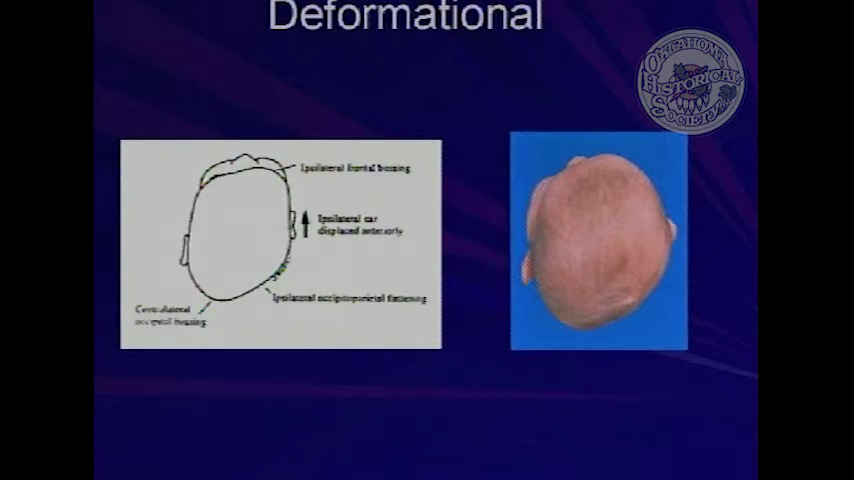 Deformational
OKLAHOMA
HISTORICAL
SOCIETY
Ipsilateral frontal bossing
Ipsilateral ear
displaced anteriorly
Ipsilateral occipitoparietal flattening
Contralateral
occipital bossing